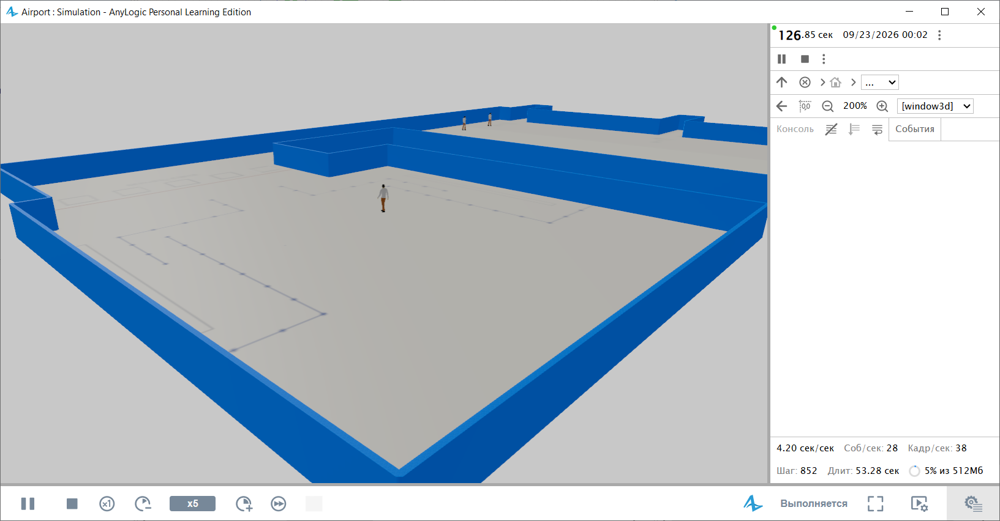 Airport : Simulation - AnyLogic Personal Learning Edition
126.85 сек 09/23/2026 00:02
...
0,0
200%
[window3d]
Консоль
События
4.20 сек/сек Соб/сек: 28 Кадр/сек: 38
Шаг: 852 Длит: 53.28 сек 5% из 512Мб
x1
x5
Выполняется